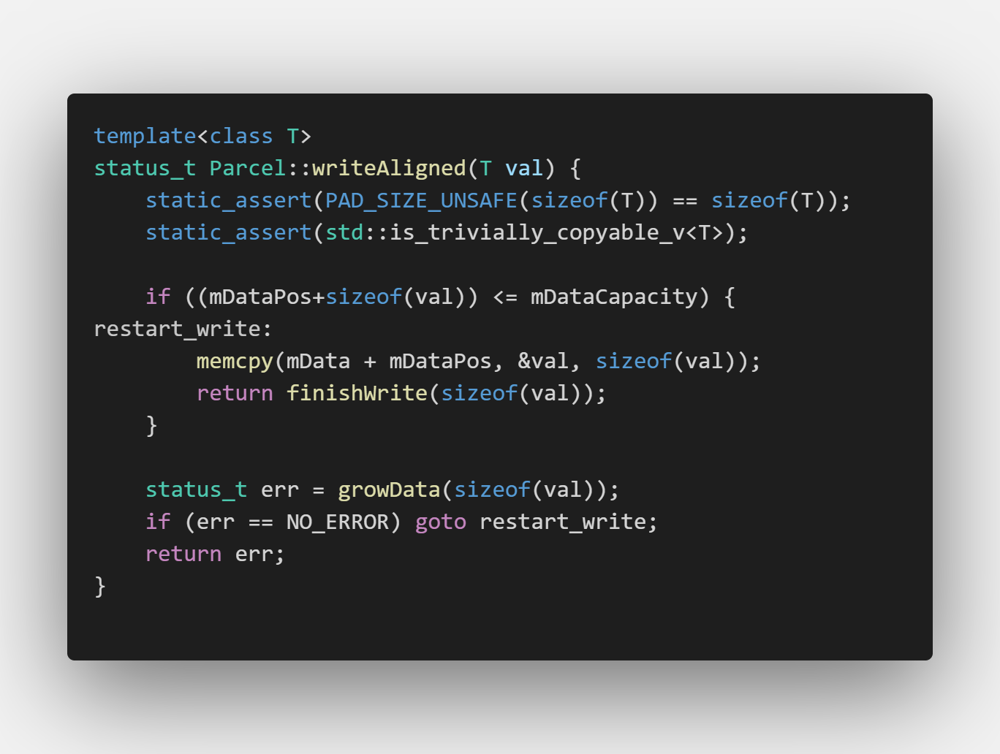 template<class T>
status_t Parcel::writeAligned(T val) {
    static_assert(PAD_SIZE_UNSAFE(sizeof(T)) == sizeof(T));
    static_assert(std::is_trivially_copyable_v<T>);

    if ((mDataPos+sizeof(val)) <= mDataCapacity) {
restart_write:
        memcpy(mData + mDataPos, &val, sizeof(val));
        return finishWrite(sizeof(val));
    }

    status_t err = growData(sizeof(val));
    if (err == NO_ERROR) goto restart_write;
    return err;
}